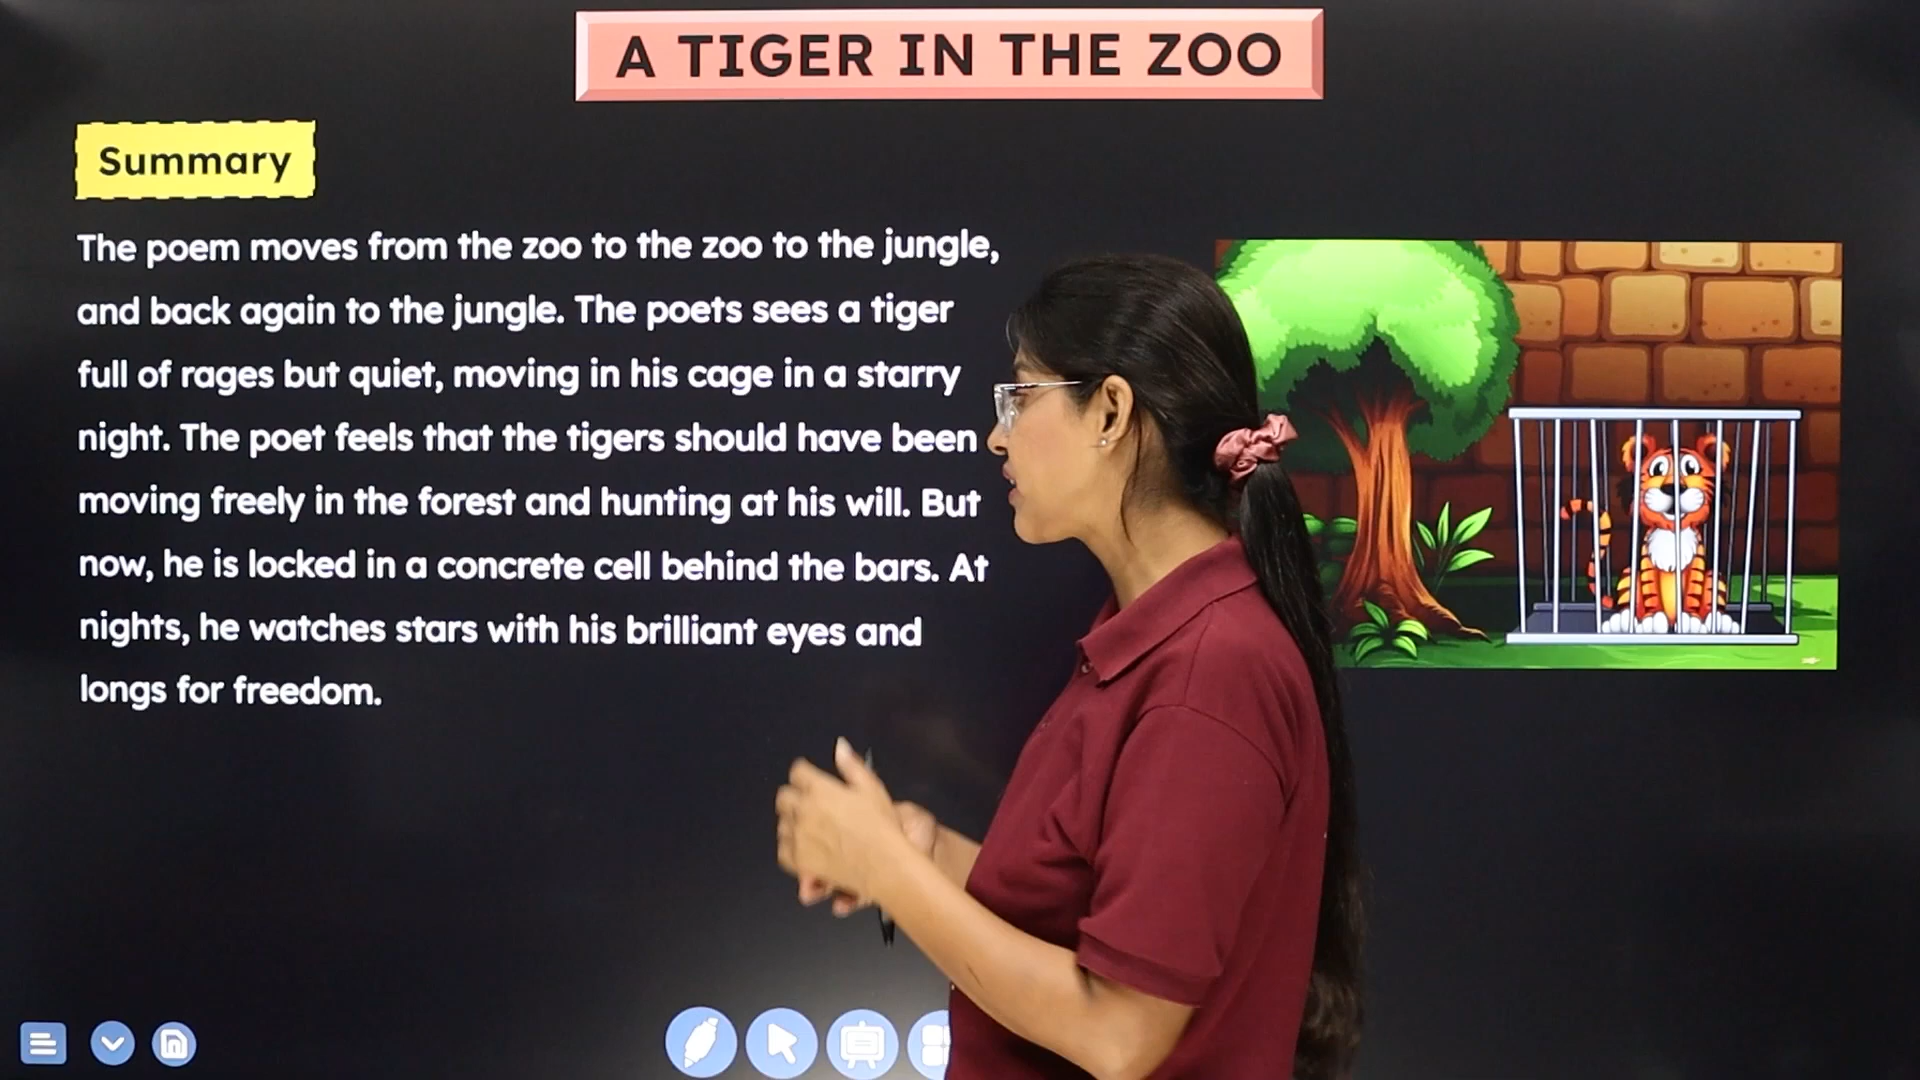 A TIGER IN THE ZOO
Summary
The poem moves from the zoo to the zoo to the jungle,
and back again to the jungle. The poets sees a tiger
full of rages but quiet, moving in his cage in a starry
night. The poet feels that the tigers should have been
moving freely in the forest and hunting at his will. But
now, he is locked in a concrete cell behind the bars. At
nights, he watches stars with his brilliant eyes and
longs for freedom.